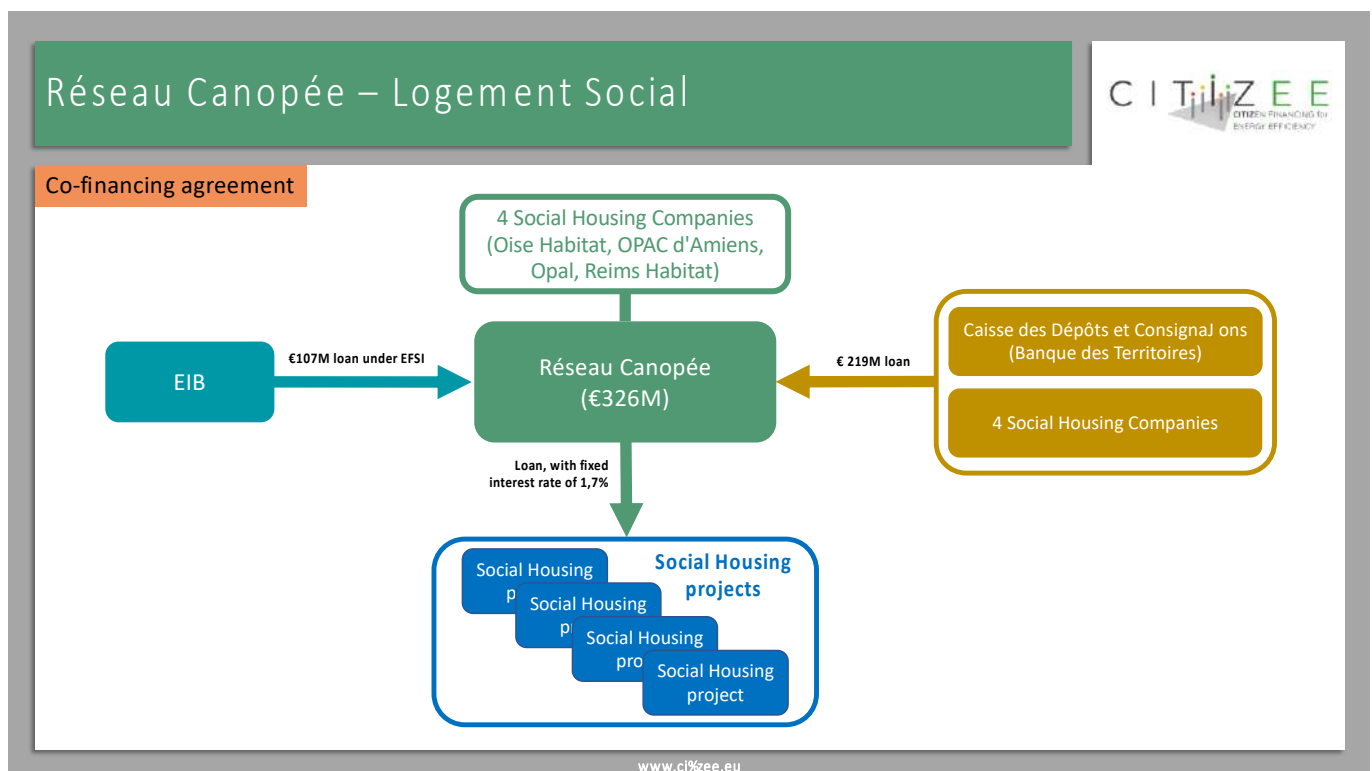 Réseau Canopée – Logement Social
C I T i i i Z E E
CITIZEN FINANCING for
ENERGY EFFICIENCY
Co-financing agreement
4 Social Housing Companies
(Oise Habitat, OPAC d'Amiens,
Opal, Reims Habitat)
EIB
€107M loan under EFSI
Réseau Canopée
(€326M)
€ 219M loan
Caisse des Dépôts et ConsignaJ ons
(Banque des Territoires)
4 Social Housing Companies
Loan, with fixed
interest rate of 1,7%
Social Housing
projects
Social Housing
p
Social Housing
p
Social Housing
pro
Social Housing
project
www.ci%zee.eu